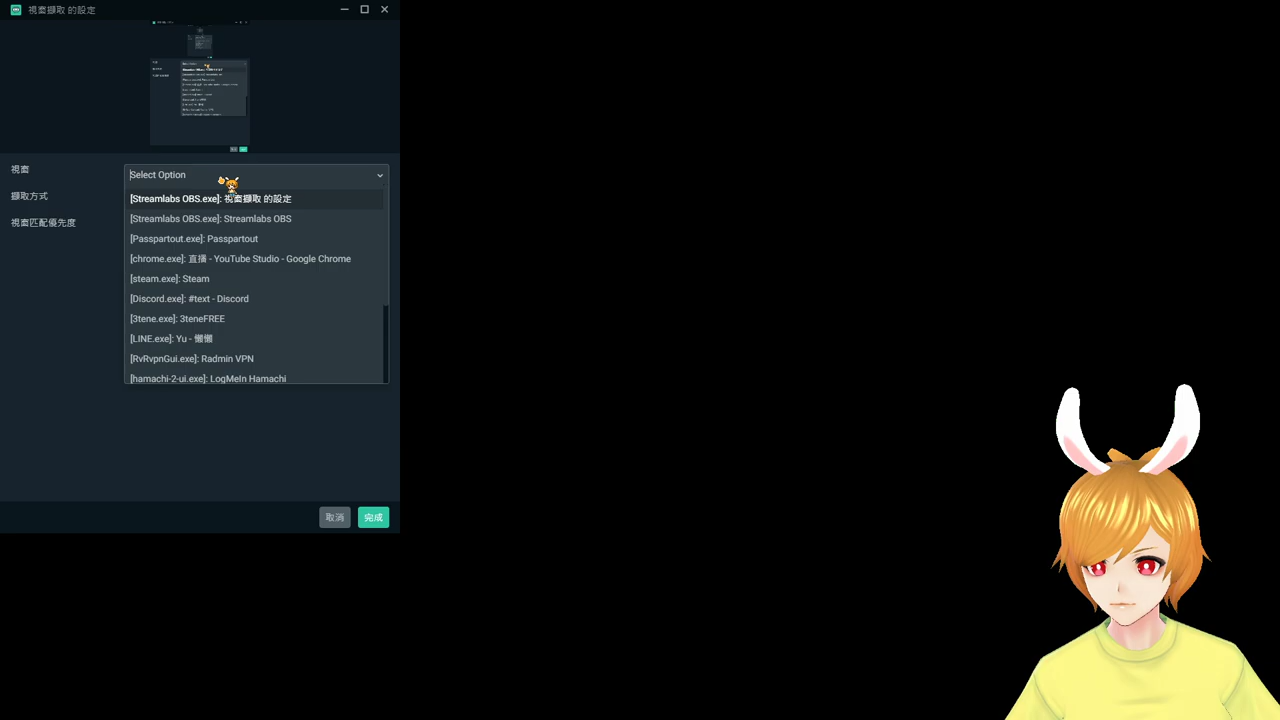 視窗擷取 的設定
視窗
Select Option
擷取方式
視窗匹配優先度
[Streamlabs OBS.exe]: 視窗擷取 的設定
[Streamlabs OBS.exe]: Streamlabs OBS
[Passpartout.exe]: Passpartout
[chrome.exe]: 直播 - YouTube Studio - Google Chrome
[steam.exe]: Steam
[Discord.exe]: #text - Discord
[3tene.exe]: 3teneFREE
[LINE.exe]: Yu - 懶懶
[RvRvpnGui.exe]: Radmin VPN
[hamachi-2-ui.exe]: LogMeIn Hamachi
取消
完成